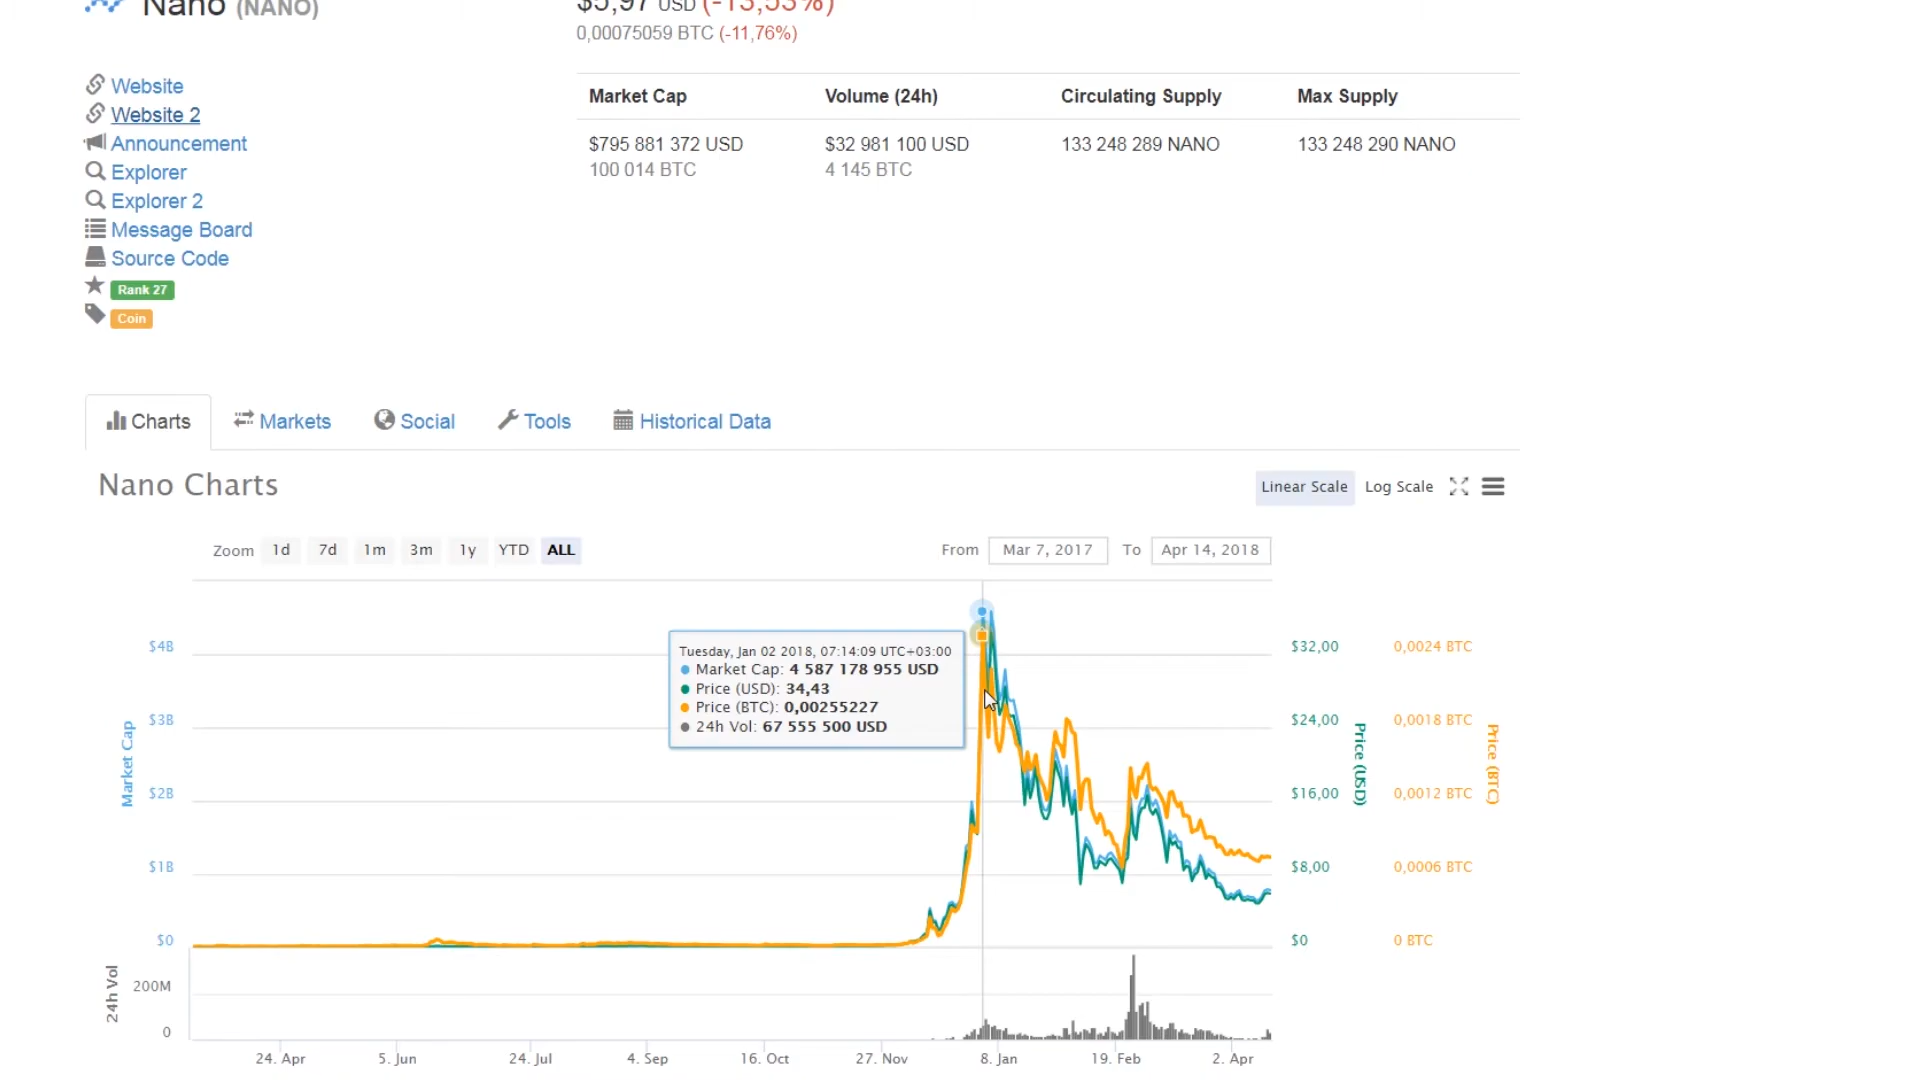 Nano (NANO)
$5,97 USD (-13,53%)
0,00075059 BTC (-11,76%)
Website
Website 2
Announcement
Explorer
Explorer 2
Message Board
Source Code
Rank 27
Coin
Market Cap Volume (24h) Circulating Supply Max Supply
$795 881 372 USD $32 981 100 USD 133 248 289 NANO 133 248 290 NANO
100 014 BTC 4 145 BTC
Charts Markets Social Tools Historical Data
Nano Charts
Linear Scale Log Scale
Zoom 1d 7d 1m 3m 1y YTD ALL
From Mar 7, 2017 To Apr 14, 2018
Tuesday, Jan 02 2018, 07:14:09 UTC+03:00
Market Cap: 4 587 178 955 USD
Price (USD): 34,43
Price (BTC): 0,00255227
24h Vol: 67 555 500 USD
Market Cap
$4B
$3B
$2B
$1B
$0
24h Vol
200M
0
$32,00
$24,00
$16,00
$8,00
$0
Price (USD)
0,0024 BTC
0,0018 BTC
0,0012 BTC
0,0006 BTC
0 BTC
Price (BTC)
24. Apr 5. Jun 24. Jul 4. Sep 16. Oct 27. Nov 8. Jan 19. Feb 2. Apr